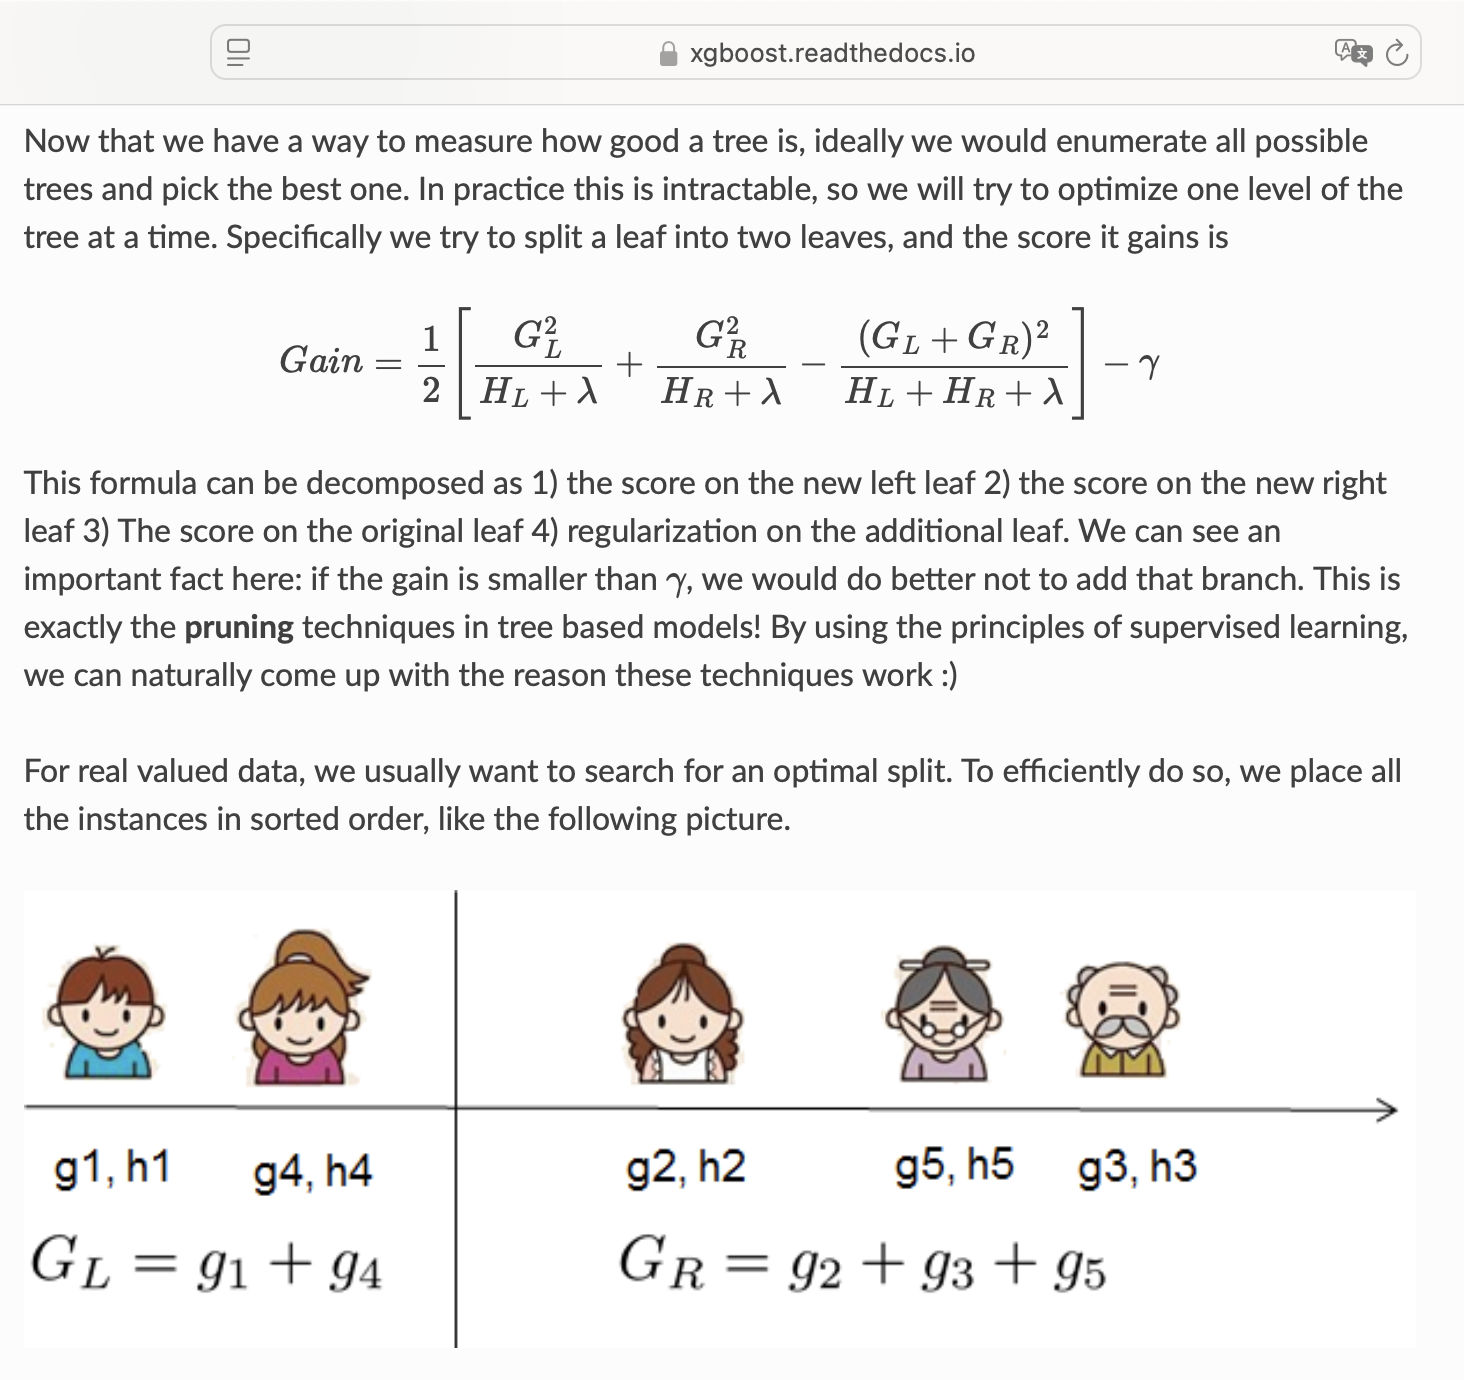 xgboost.readthedocs.io
Now that we have a way to measure how good a tree is, ideally we would enumerate all possible
trees and pick the best one. In practice this is intractable, so we will try to optimize one level of the
tree at a time. Specifically we try to split a leaf into two leaves, and the score it gains is
Gain = \frac{1}{2} \left[ \frac{G_L^2}{H_L + λ} + \frac{G_R^2}{H_R + λ} − \frac{(G_L + G_R)^2}{H_L + H_R + λ} \right] − γ
This formula can be decomposed as 1) the score on the new left leaf 2) the score on the new right
leaf 3) The score on the original leaf 4) regularization on the additional leaf. We can see an
important fact here: if the gain is smaller than γ, we would do better not to add that branch. This is
exactly the pruning techniques in tree based models! By using the principles of supervised learning,
we can naturally come up with the reason these techniques work :)
For real valued data, we usually want to search for an optimal split. To efficiently do so, we place all
the instances in sorted order, like the following picture.
g1, h1 g4, h4 g2, h2 g5, h5 g3, h3
G_L = g_1 + g_4 G_R = g_2 + g_3 + g_5